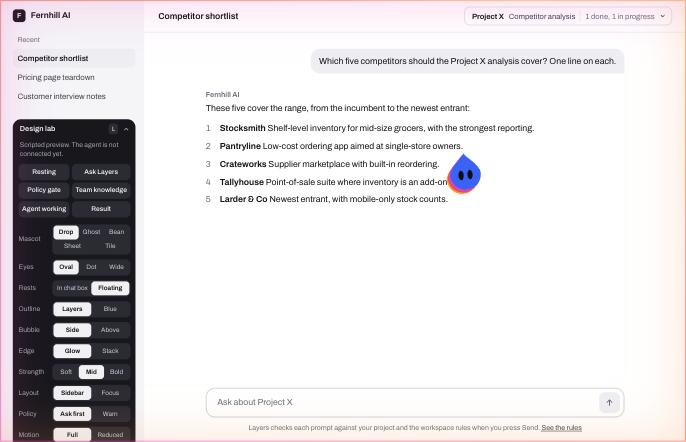 F Fernhill AI
Recent
Competitor shortlist
Pricing page teardown
Customer interview notes
Design lab L
Scripted preview. The agent is not
connected yet.
Resting Ask Layers
Policy gate Team knowledge
Agent working Result
Mascot Drop Ghost Bean
Sheet Tile
Eyes Oval Dot Wide
Rests In chat box Floating
Outline Layers Blue
Bubble Side Above
Edge Glow Stack
Strength Soft Mid Bold
Layout Sidebar Focus
Policy Ask first Warn
Motion Full Reduced
Competitor shortlist
Project X Competitor analysis 1 done, 1 in progress
Which five competitors should the Project X analysis cover? One line on each.
Fernhill AI
These five cover the range, from the incumbent to the newest entrant:
1 Stocksmith Shelf-level inventory for mid-size grocers, with the strongest reporting.
2 Pantryline Low-cost ordering app aimed at single-store owners.
3 Crateworks Supplier marketplace with built-in reordering.
4 Tallyhouse Point-of-sale suite where inventory is an add-on
5 Larder & Co Newest entrant, with mobile-only stock counts.
Ask about Project X
Layers checks each prompt against your project and the workspace rules when you press Send. See the rules